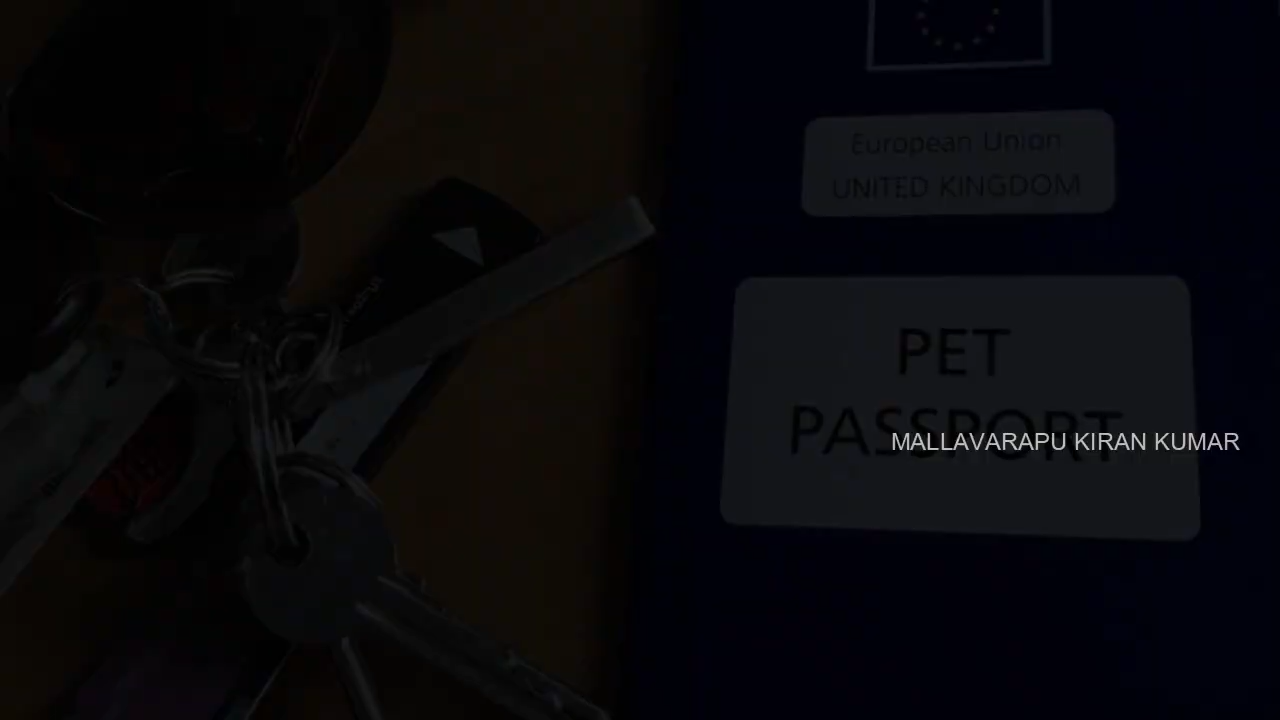 European Union
UNITED KINGDOM
PET
PASSPORT
MALLAVARAPU KIRAN KUMAR